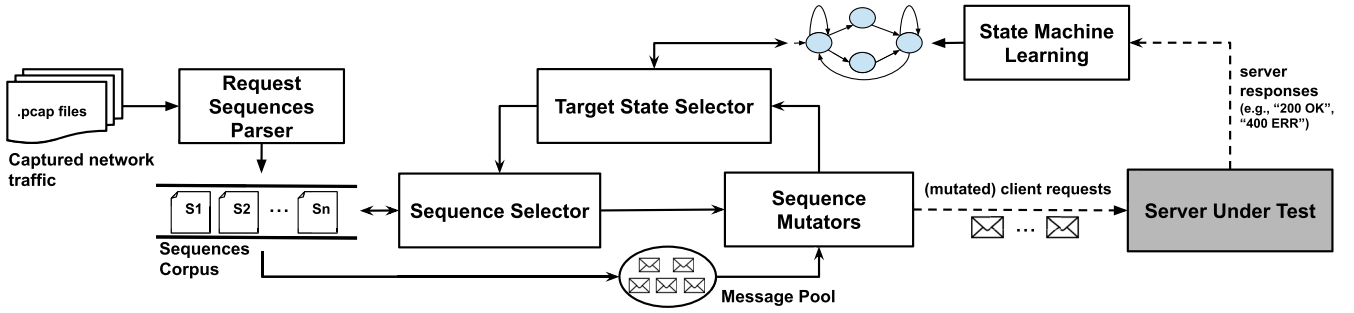 .pcap files
Captured network
traffic
Request
Sequences
Parser
S1
S2
...
Sn
Sequences
Corpus
Target State Selector
Sequence Selector
Sequence
Mutators
Message Pool
State Machine
Learning
server
responses
(e.g., “200 OK”,
“400 ERR”)
(mutated) client requests
...
Server Under Test